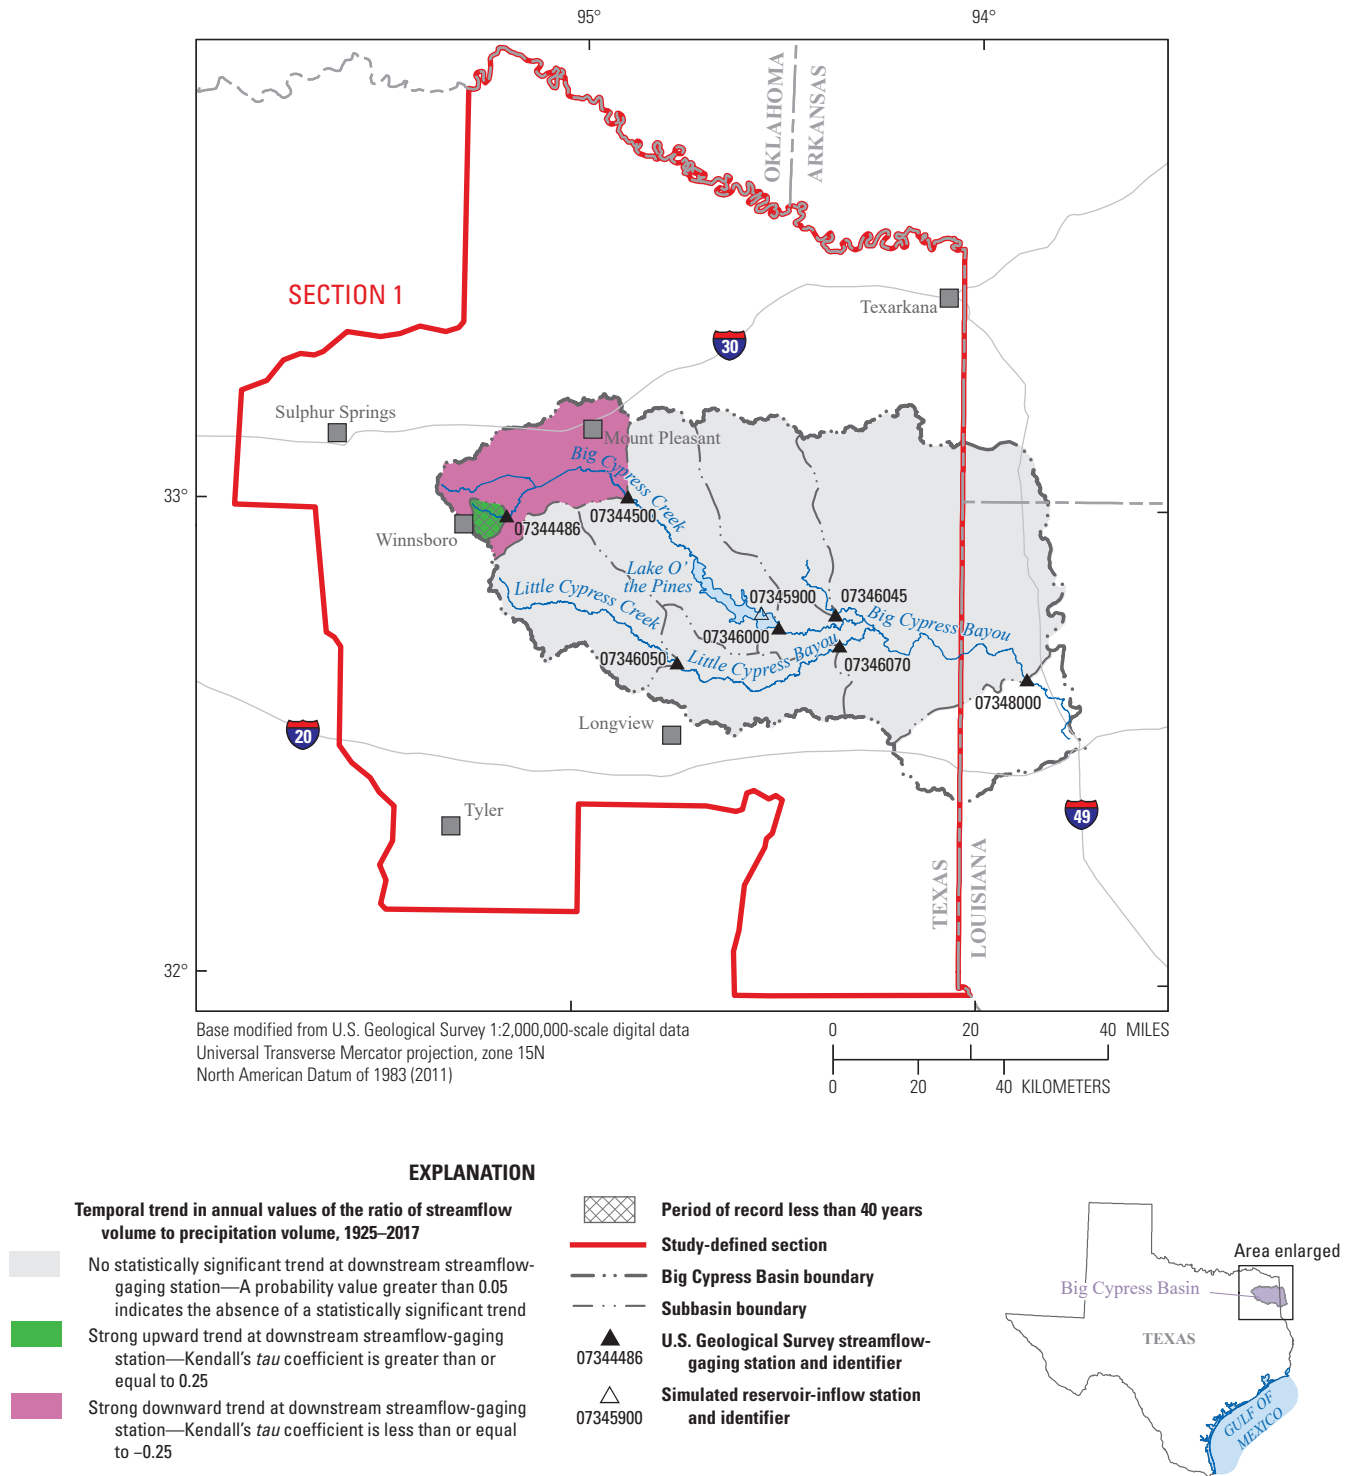 95°
94°
OKLAHOMA
ARKANSAS
SECTION 1
Texarkana
30
Sulphur Springs
Mount Pleasant
Big Cypress Creek
33°
07344500
07344486
Winnsboro
Lake O’
the Pines
Little Cypress Creek
07345900
07346045
Big Cypress Bayou
07346000
Little Cypress Bayou
07346050
07346070
07348000
Longview
20
Tyler
49
TEXAS
LOUISIANA
32°
Base modified from U.S. Geological Survey 1:2,000,000-scale digital data
Universal Transverse Mercator projection, zone 15N
North American Datum of 1983 (2011)
0 20 40 MILES
0 20 40 KILOMETERS
EXPLANATION
Temporal trend in annual values of the ratio of streamflow
volume to precipitation volume, 1925–2017
No statistically significant trend at downstream streamflow-
gaging station—A probability value greater than 0.05
indicates the absence of a statistically significant trend
Strong upward trend at downstream streamflow-gaging
station—Kendall’s tau coefficient is greater than or
equal to 0.25
Strong downward trend at downstream streamflow-gaging
station—Kendall’s tau coefficient is less than or equal
to −0.25
Period of record less than 40 years
Study-defined section
Big Cypress Basin boundary
Subbasin boundary
07344486
U.S. Geological Survey streamflow-
gaging station and identifier
07345900
Simulated reservoir-inflow station
and identifier
Area enlarged
Big Cypress Basin
TEXAS
GULF OF
MEXICO